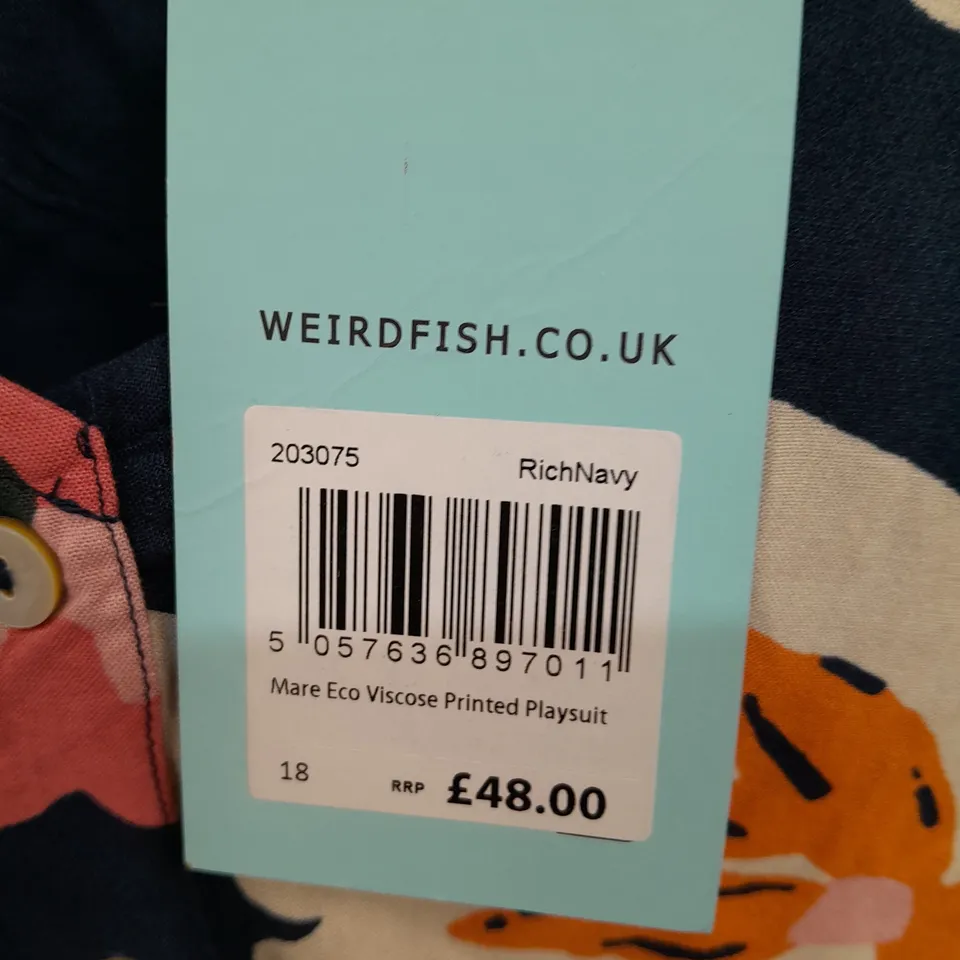 WEIRDFISH.CO.UK
203075 RichNavy
5 057636 897011
Mare Eco Viscose Printed Playsuit
18 RRP £48.00